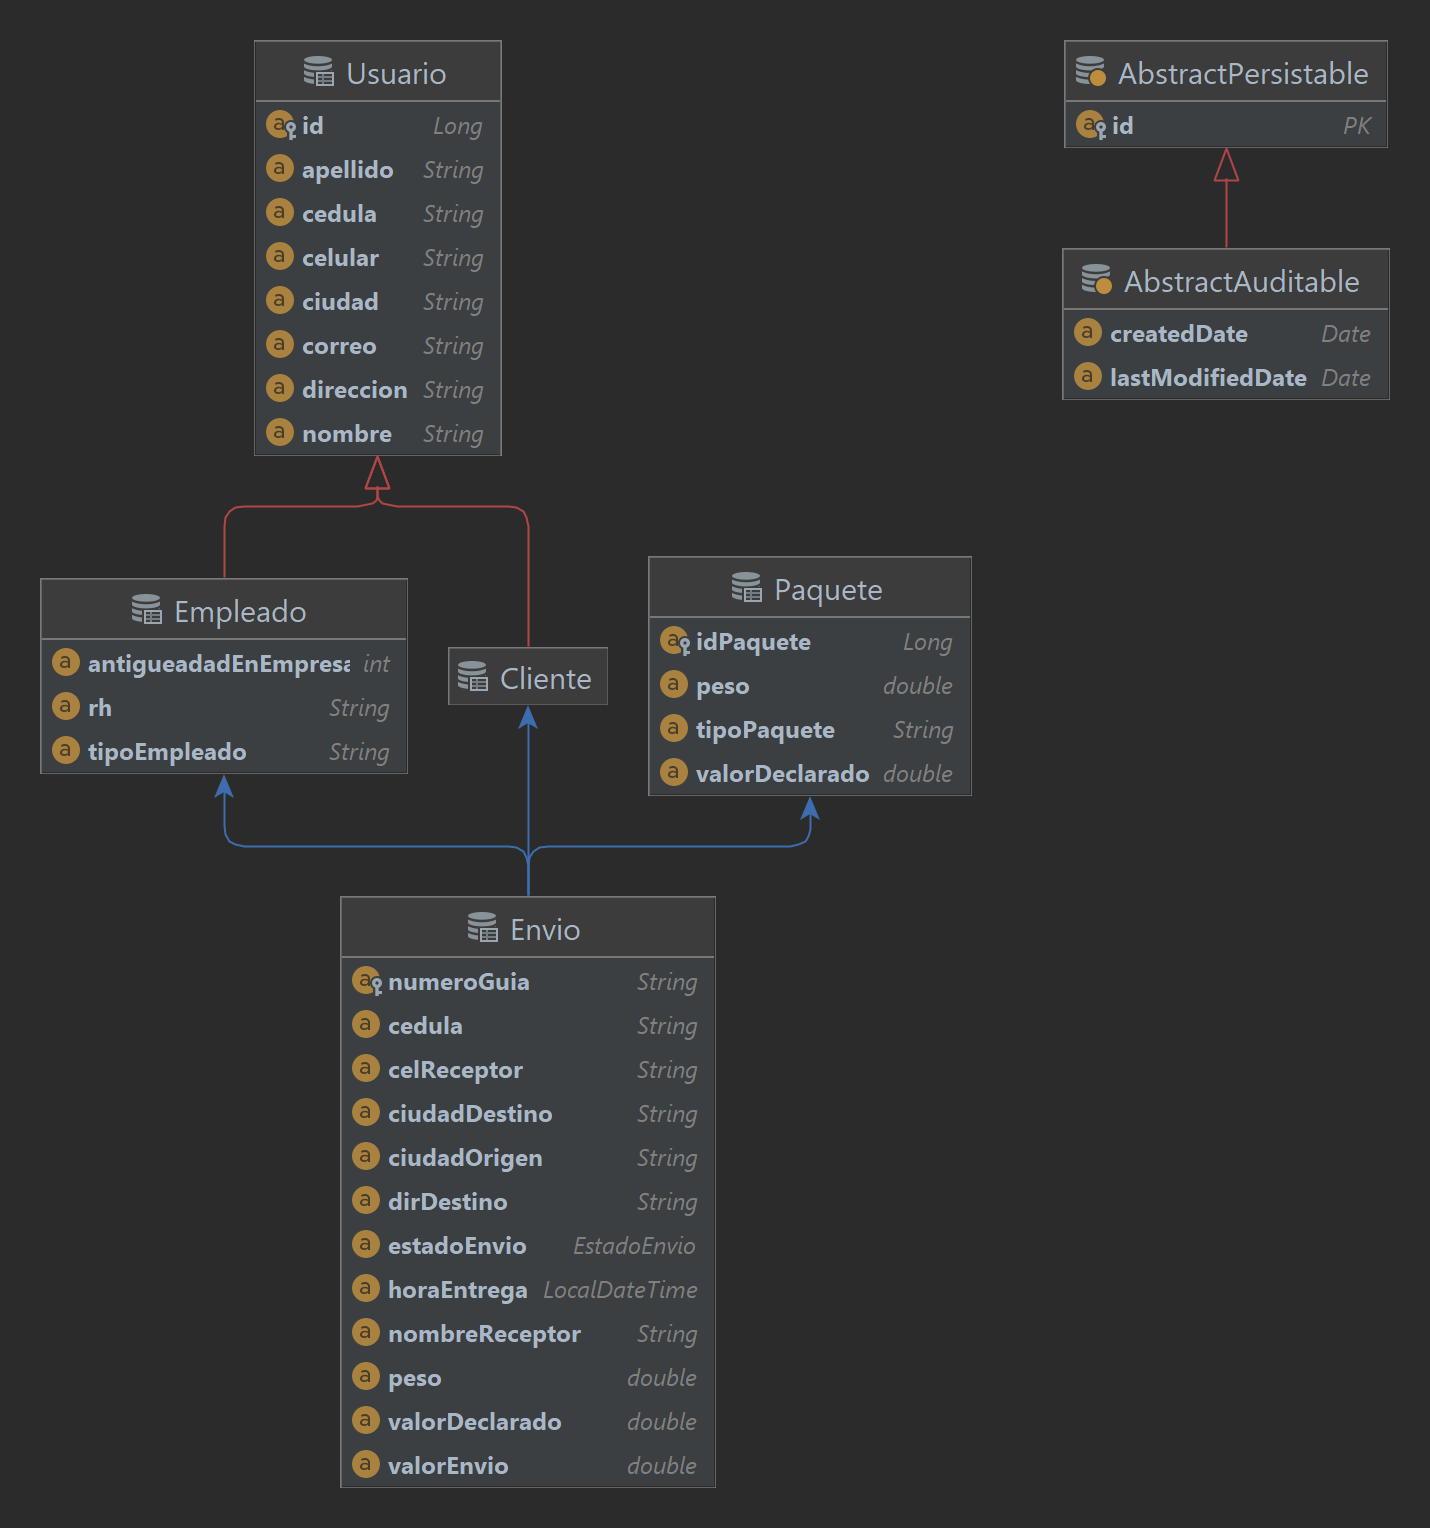 Usuario
id Long
apellido String
cedula String
celular String
ciudad String
correo String
direccion String
nombre String
AbstractPersistable
id PK
AbstractAuditable
createdDate Date
lastModifiedDate Date
Empleado
antigueadadEnEmpresa int
rh String
tipoEmpleado String
Cliente
Paquete
idPaquete Long
peso double
tipoPaquete String
valorDeclarado double
Envio
numeroGuia String
cedula String
celReceptor String
ciudadDestino String
ciudadOrigen String
dirDestino String
estadoEnvio EstadoEnvio
horaEntrega LocalDateTime
nombreReceptor String
peso double
valorDeclarado double
valorEnvio double